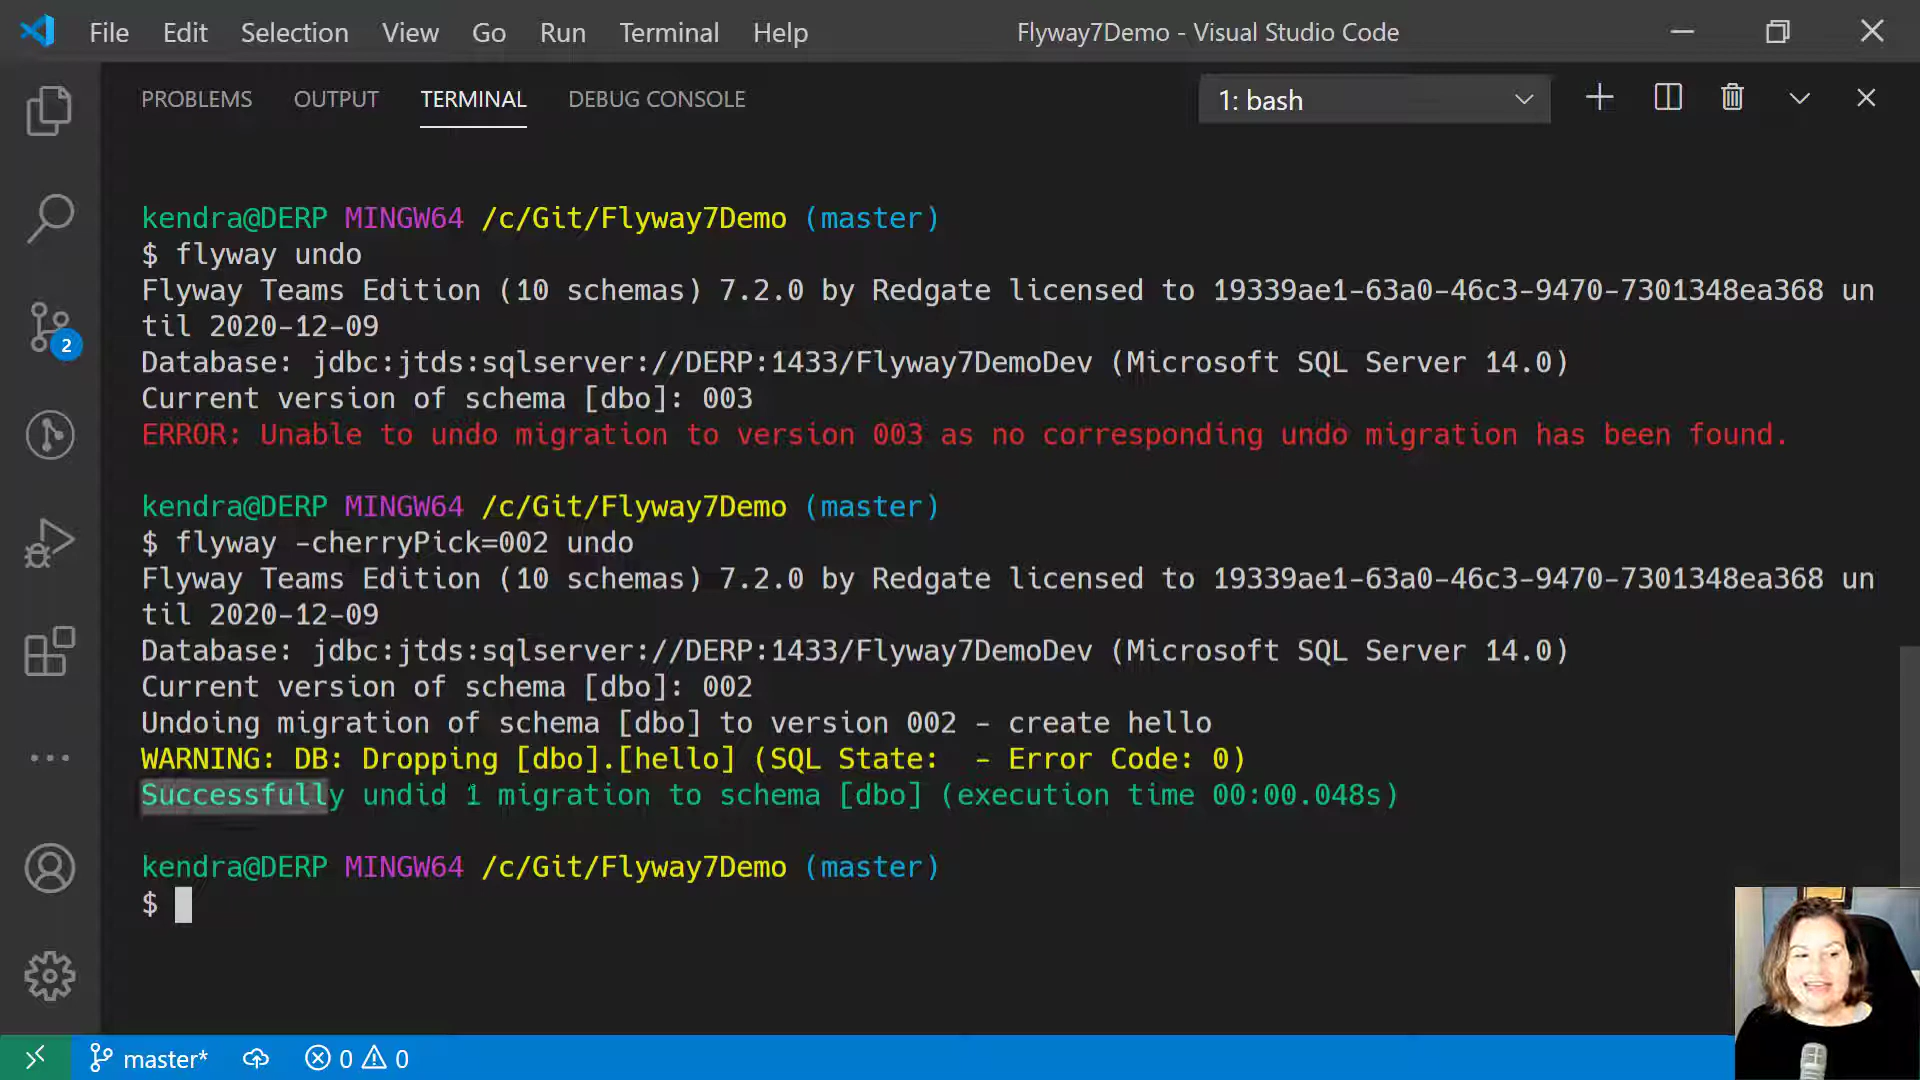 File Edit Selection View Go Run Terminal Help
Flyway7Demo - Visual Studio Code
PROBLEMS OUTPUT TERMINAL DEBUG CONSOLE
1: bash
kendra@DERP MINGW64 /c/Git/Flyway7Demo (master)
$ flyway undo
Flyway Teams Edition (10 schemas) 7.2.0 by Redgate licensed to 19339ae1-63a0-46c3-9470-7301348ea368 un
til 2020-12-09
Database: jdbc:jtds:sqlserver://DERP:1433/Flyway7DemoDev (Microsoft SQL Server 14.0)
Current version of schema [dbo]: 003
ERROR: Unable to undo migration to version 003 as no corresponding undo migration has been found.
kendra@DERP MINGW64 /c/Git/Flyway7Demo (master)
$ flyway -cherryPick=002 undo
Flyway Teams Edition (10 schemas) 7.2.0 by Redgate licensed to 19339ae1-63a0-46c3-9470-7301348ea368 un
til 2020-12-09
Database: jdbc:jtds:sqlserver://DERP:1433/Flyway7DemoDev (Microsoft SQL Server 14.0)
Current version of schema [dbo]: 002
Undoing migration of schema [dbo] to version 002 - create hello
WARNING: DB: Dropping [dbo].[hello] (SQL State:  - Error Code: 0)
Successfully undid 1 migration to schema [dbo] (execution time 00:00.048s)
kendra@DERP MINGW64 /c/Git/Flyway7Demo (master)
$
2
master* 0 0